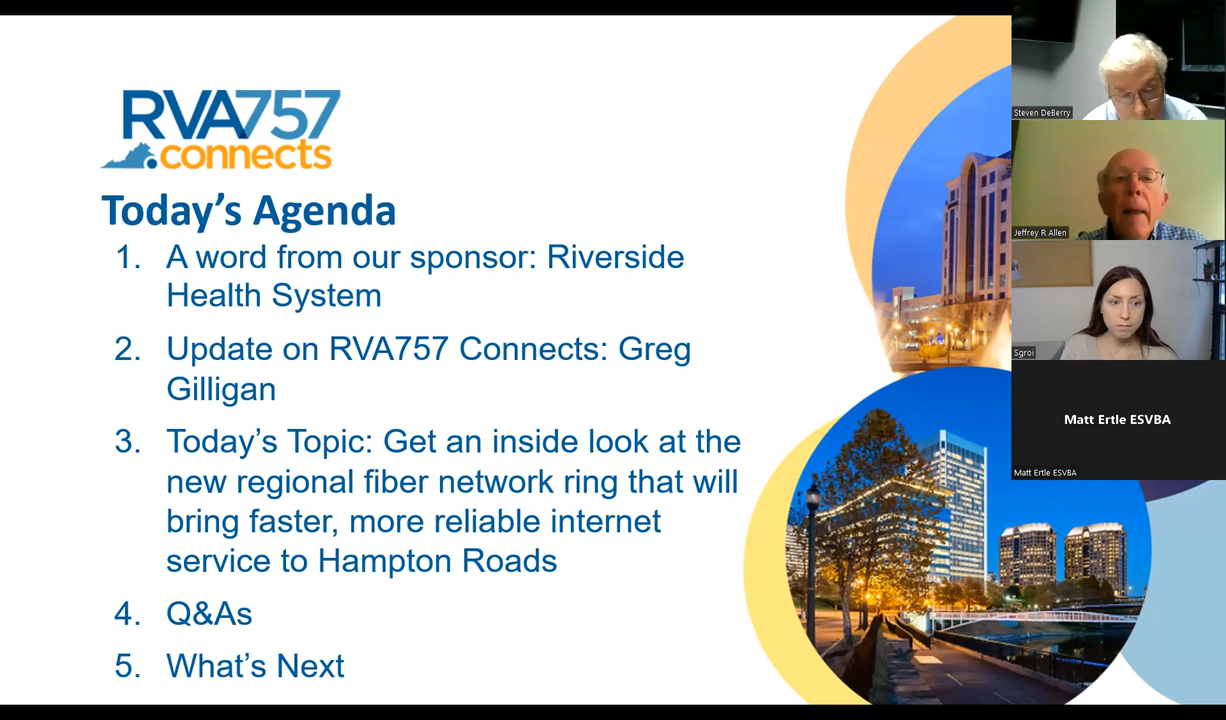 RVA757
connects
Today's Agenda
1. A word from our sponsor: Riverside
Health System
2. Update on RVA757 Connects: Greg
Gilligan
3. Today's Topic: Get an inside look at the
new regional fiber network ring that will
bring faster, more reliable internet
service to Hampton Roads
4. Q&As
5. What's Next
Steven DeBerry
Jeffrey R Allen
Sgroi
Matt Ertle ESVBA
Matt Ertle ESVBA